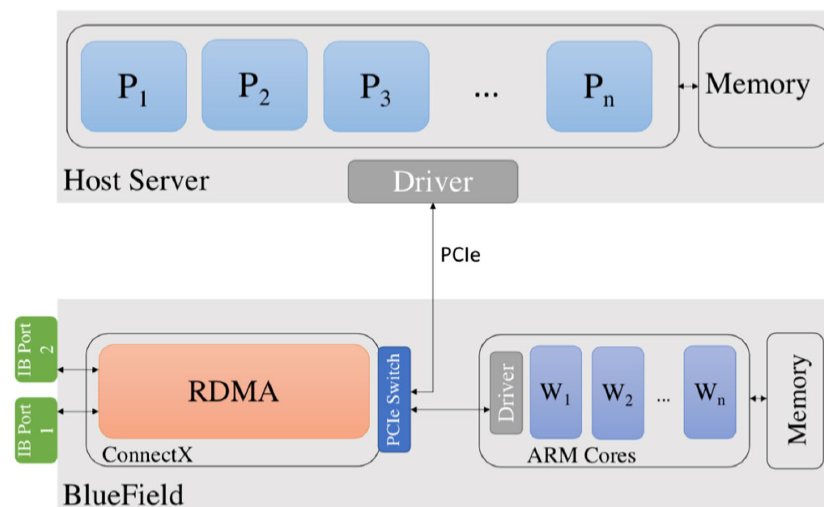 P1
P2
P3
...
Pn
Memory
Host Server
Driver
PCIe
IB Port 2
IB Port 1
RDMA
ConnectX
PCIe Switch
Driver
W1
W2
...
Wn
ARM Cores
Memory
BlueField